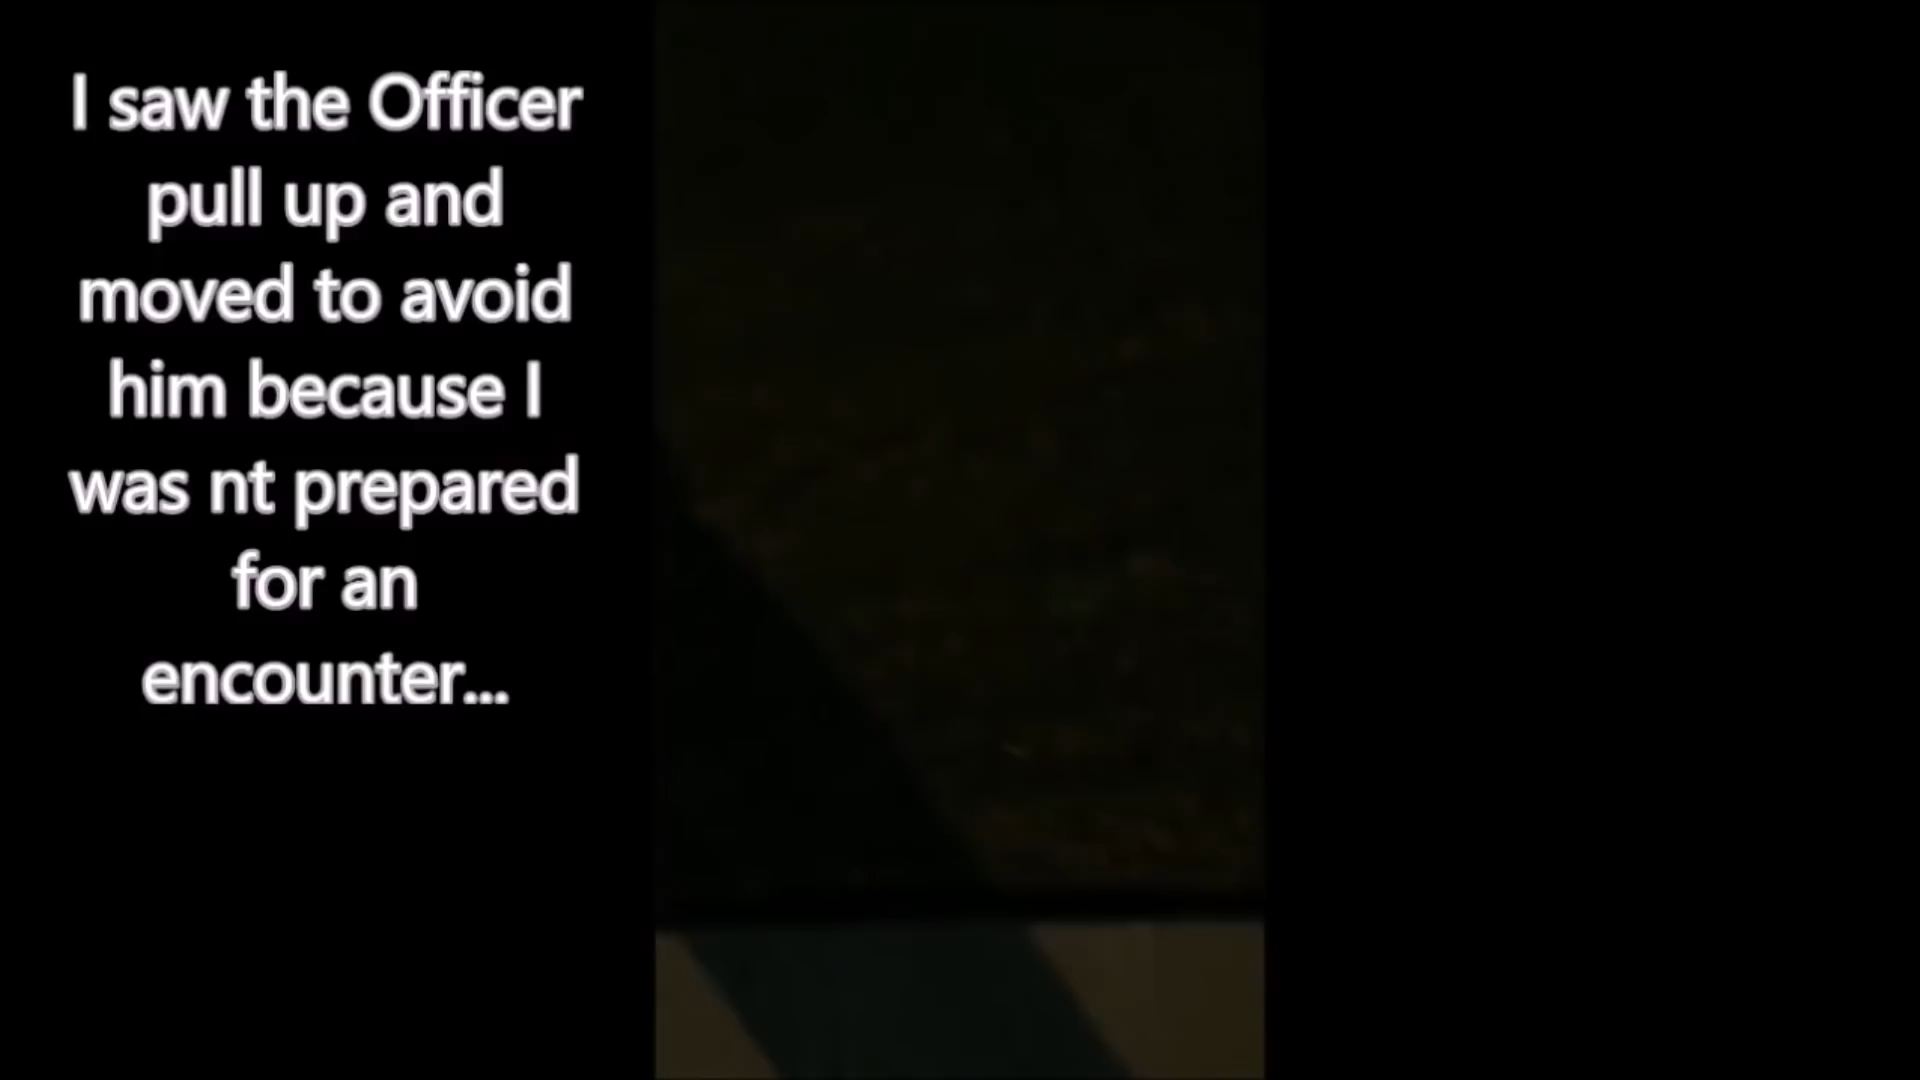 I saw the Officer
pull up and
moved to avoid
him because I
was nt prepared
for an
encounter...